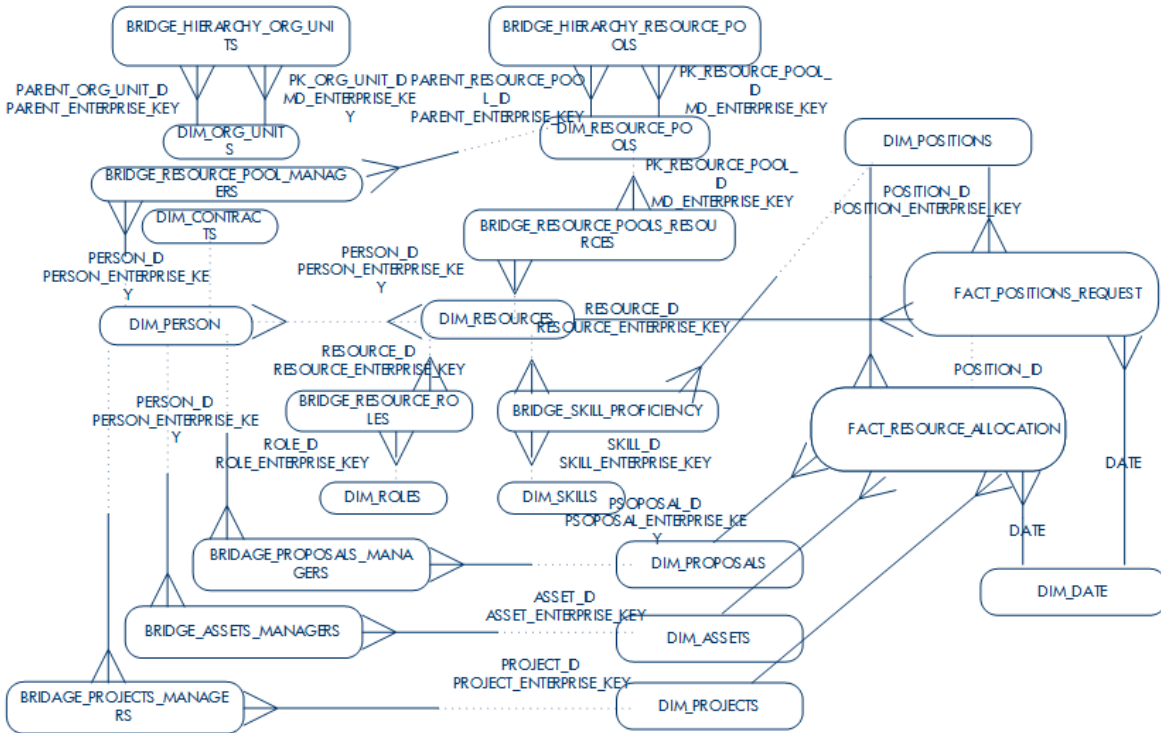 BRIDGE_HIERARCHY_ORG_UNI
TS
BRIDGE_HIERARCHY_RESOURCE_PO
OLS
PARENT_ORG_UNIT_ID
PARENT_ENTERPRISE_KEY
PK_ORG_UNIT_ID
MD_ENTERPRISE_KE
Y
PARENT_RESOURCE_POO
L_ID
PARENT_ENTERPRISE_KEY
PK_RESOURCE_POOL_
ID
MD_ENTERPRISE_KEY
DIM_ORG_UNIT
S
DIM_RESOURCE_PO
OLS
DIM_POSITIONS
BRIDGE_RESOURCE_POOL_MANAG
ERS
PK_RESOURCE_POOL_
ID
MD_ENTERPRISE_KEY
POSITION_ID
POSITION_ENTERPRISE_KEY
DIM_CONTRAC
TS
BRIDGE_RESOURCE_POOLS_RESOU
RCES
PERSON_ID
PERSON_ENTERPRISE_KE
Y
PERSON_ID
PERSON_ENTERPRISE_KE
Y
FACT_POSITIONS_REQUEST
DIM_PERSON
DIM_RESOURCES
RESOURCE_ID
RESOURCE_ENTERPRISE_KEY
RESOURCE_ID
RESOURCE_ENTERPRISE_KEY
POSITION_ID
PERSON_ID
PERSON_ENTERPRISE_KE
Y
BRIDGE_RESOURCE_RO
LES
BRIDGE_SKILL_PROFICIENCY
FACT_RESOURCE_ALLOCATION
ROLE_ID
ROLE_ENTERPRISE_KEY
SKILL_ID
SKILL_ENTERPRISE_KEY
DATE
DIM_ROLES
DIM_SKILLS
PSOPOSAL_ID
PSOPOSAL_ENTERPRISE_KE
Y
DATE
BRIDAGE_PROPOSALS_MANA
GERS
DIM_PROPOSALS
DIM_DATE
ASSET_ID
ASSET_ENTERPRISE_KEY
BRIDGE_ASSETS_MANAGERS
DIM_ASSETS
PROJECT_ID
PROJECT_ENTERPRISE_KEY
BRIDAGE_PROJECTS_MANAGE
RS
DIM_PROJECTS